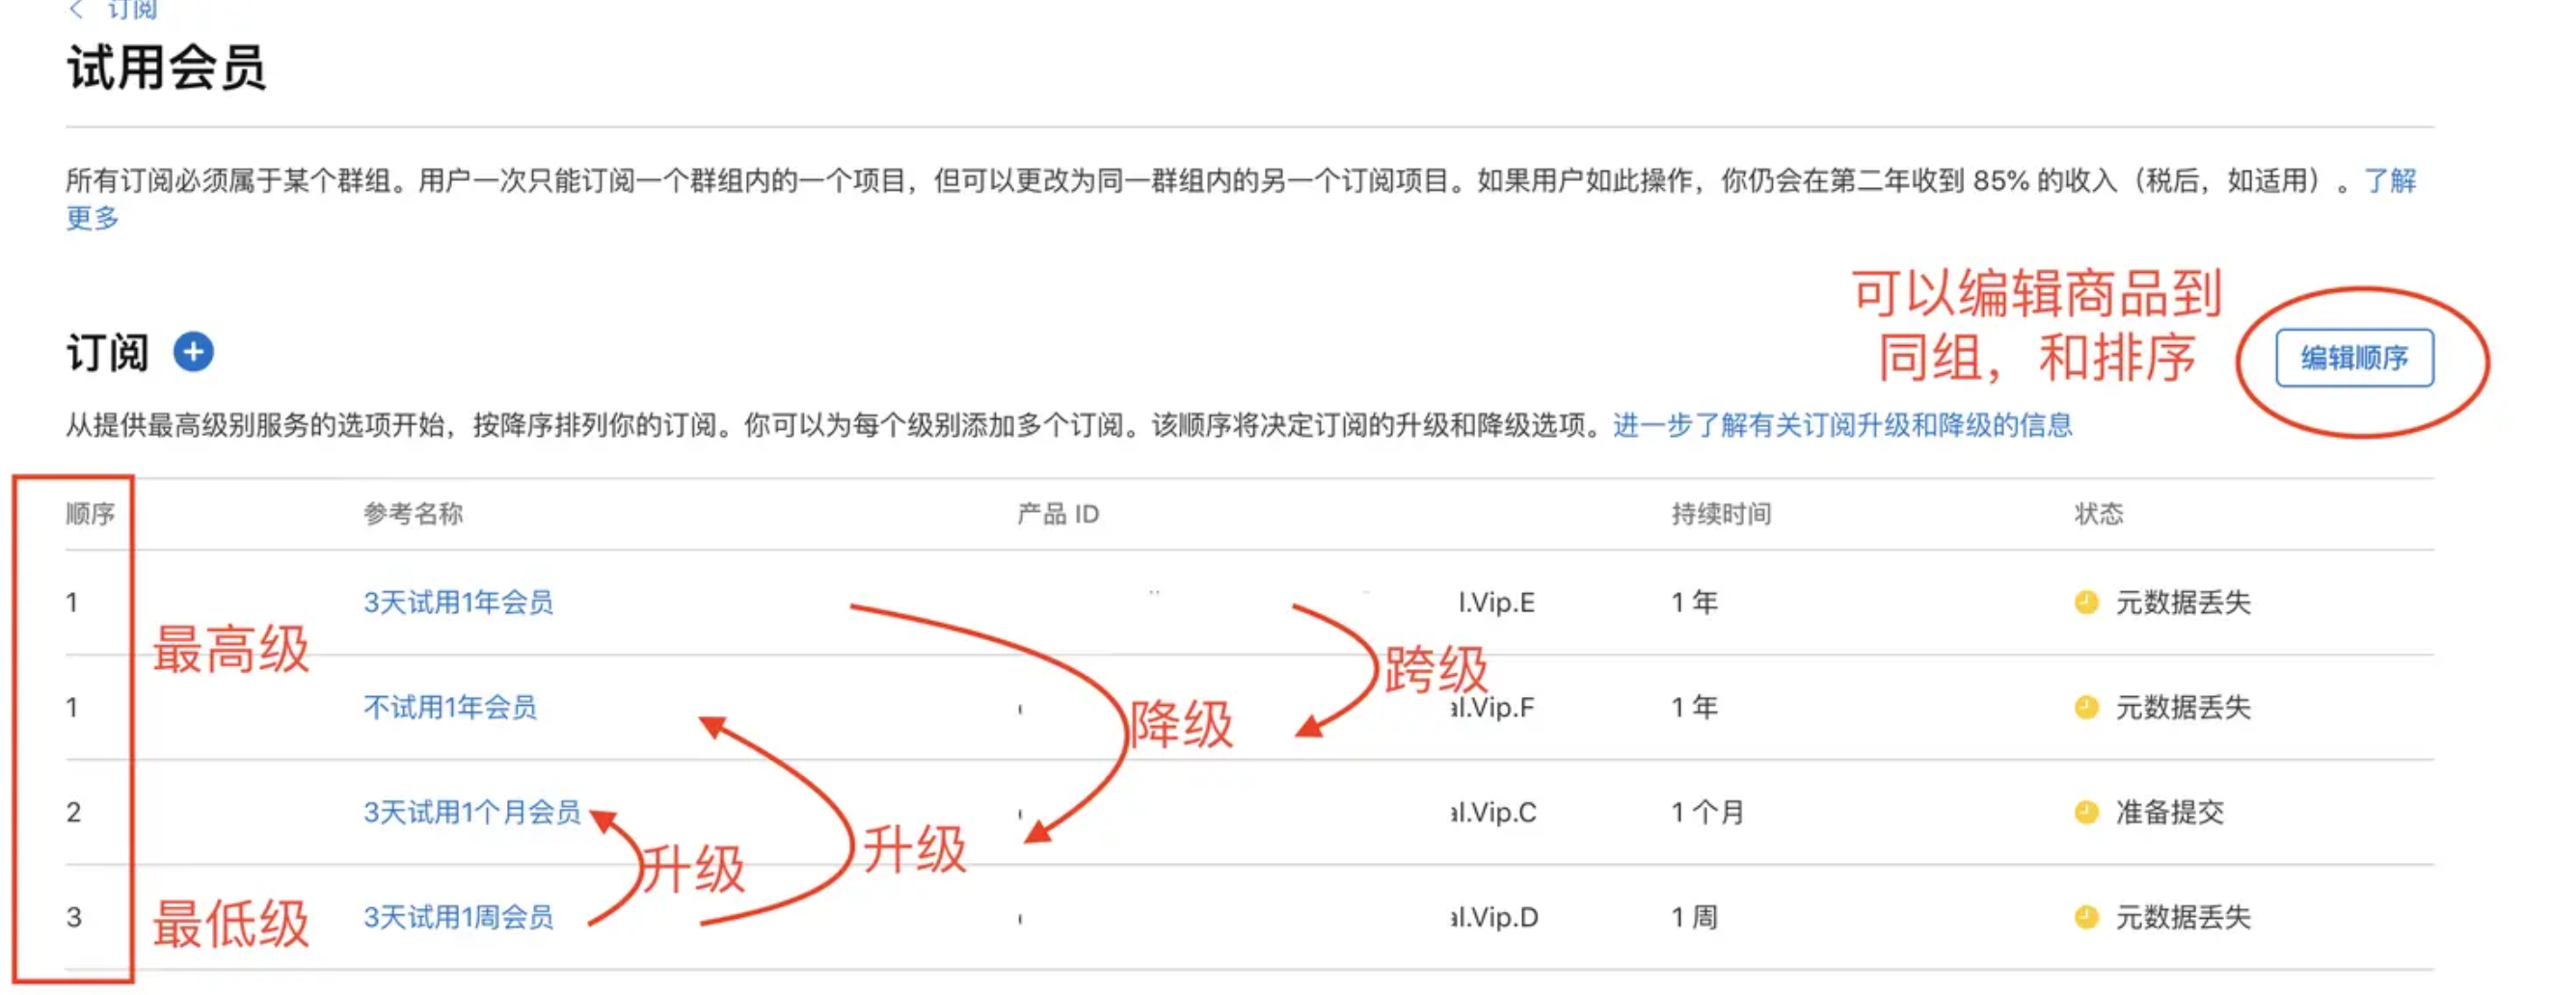 订阅
试用会员
所有订阅必须属于某个群组。用户一次只能订阅一个群组内的一个项目，但可以更改为同一群组内的另一个订阅项目。如果用户如此操作，你仍会在第二年收到 85% 的收入（税后，如适用）。了解
更多
可以编辑商品到
同组，和排序
编辑顺序
订阅
从提供最高级别服务的选项开始，按降序排列你的订阅。你可以为每个级别添加多个订阅。该顺序将决定订阅的升级和降级选项。进一步了解有关订阅升级和降级的信息
顺序 参考名称 产品 ID 持续时间 状态
1 3天试用1年会员 l.Vip.E 1 年 元数据丢失
最高级
跨级
1 不试用1年会员 al.Vip.F 1 年 元数据丢失
降级
2 3天试用1个月会员 al.Vip.C 1 个月 准备提交
升级
升级
3 最低级 3天试用1周会员 al.Vip.D 1 周 元数据丢失